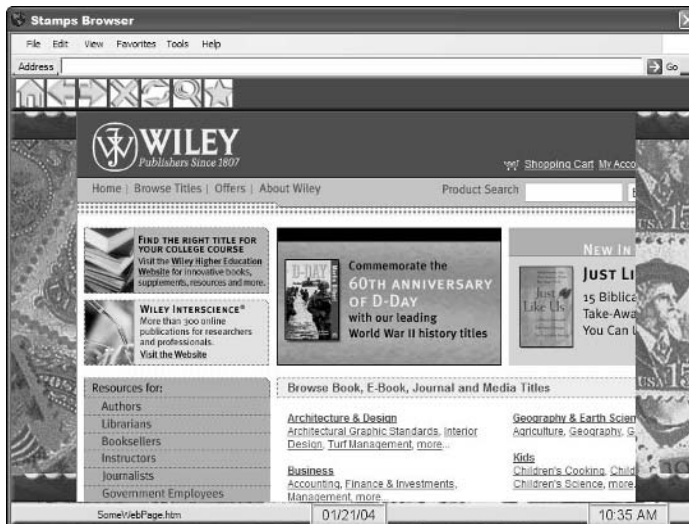 Stamps Browser
File Edit View Favorites Tools Help
Address Go
WILEY
Publishers Since 1807
Shopping Cart My Acco
Home | Browse Titles | Offers | About Wiley Product Search
FIND THE RIGHT TITLE FOR
YOUR COLLEGE COURSE
Visit the Wiley Higher Education
Website for innovative books,
supplements, resources and more.
WILEY INTERSCIENCE®
More than 300 online
publications for researchers
and professionals.
Visit the Website
D-DAY
Commemorate the
60TH ANNIVERSARY
OF D-DAY
with our leading
World War II history titles
NEW IN
Just
Like Us
JUST LI
15 Biblica
Take-Awa
You Can L
USA 15
USA 15
Resources for:
Authors
Librarians
Booksellers
Instructors
Journalists
Government Employees
Browse Book, E-Book, Journal and Media Titles
Architecture & Design
Architectural Graphic Standards, Interior
Design, Turf Management, more...
Business
Accounting, Finance & Investments,
Management, more...
Geography & Earth Scien
Agriculture, Geography, G
Kids
Children's Cooking, Child
Children's Science, more...
SomeWebPage.htm 01/21/04 10:35 AM